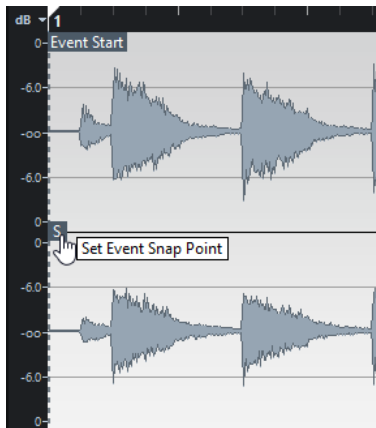 dB 1
0- Event Start
-6.0-
-oo-
-6.0-
0-
S
0-
Set Event Snap Point
-6.0-
-oo-
-6.0-
0-